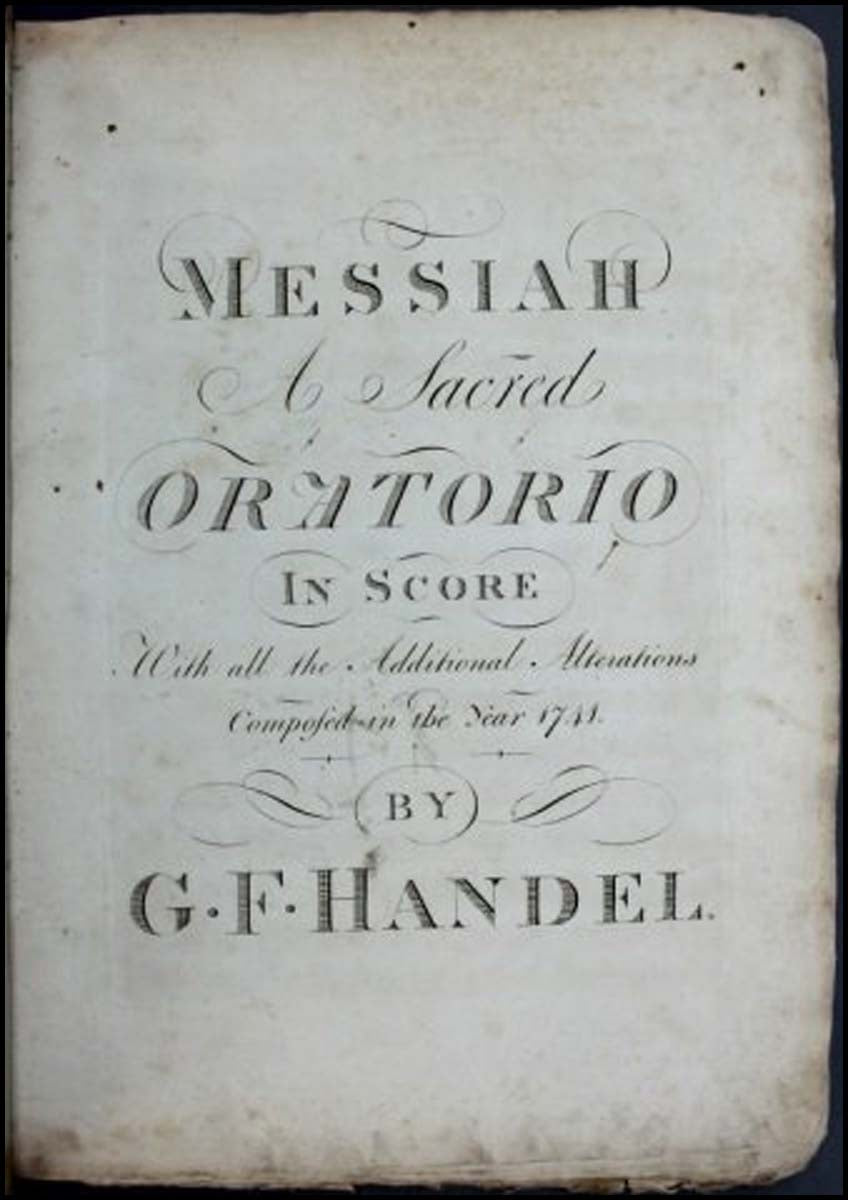 MESSIAH
A Sacred
ORATORIO
IN SCORE
With all the Additional Alterations
Compoſed in the Year 1741.
BY
G. F. HANDEL.